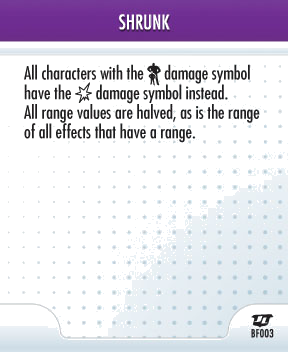 SHRUNK
All characters with the damage symbol
have the damage symbol instead.
All range values are halved, as is the range
of all effects that have a range.
BF003